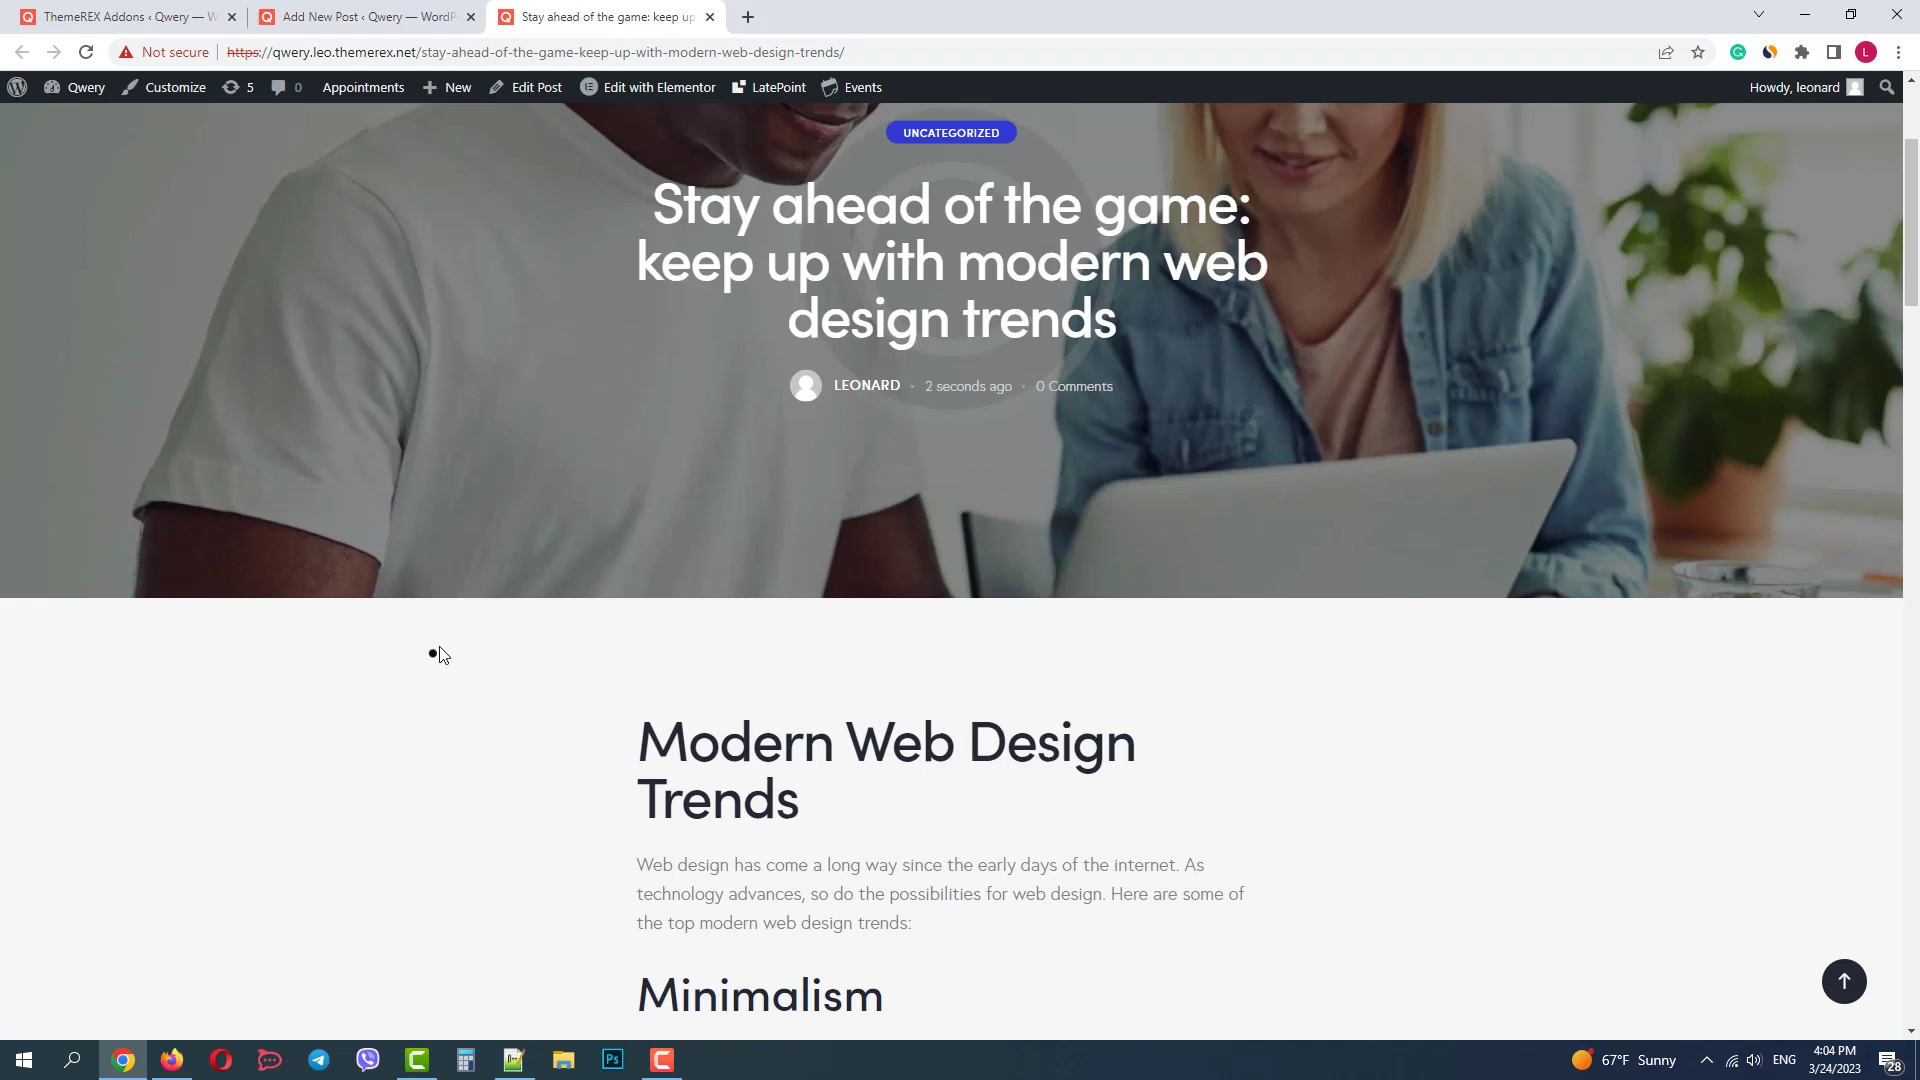 ThemeREX Addons ‹ Qwery — W
Add New Post ‹ Qwery — WordP
Stay ahead of the game: keep up
Not secure
https://qwery.leo.themerex.net/stay-ahead-of-the-game-keep-up-with-modern-web-design-trends/
L
Qwery
Customize
5
0
Appointments
New
Edit Post
Edit with Elementor
LatePoint
Events
Howdy, leonard
UNCATEGORIZED
Stay ahead of the game:
keep up with modern web
design trends
LEONARD
2 seconds ago
0 Comments
Modern Web Design
Trends
Web design has come a long way since the early days of the internet. As
technology advances, so do the possibilities for web design. Here are some of
the top modern web design trends:
Minimalism
Ps
67°F Sunny
ENG
4:04 PM
3/24/2023
28